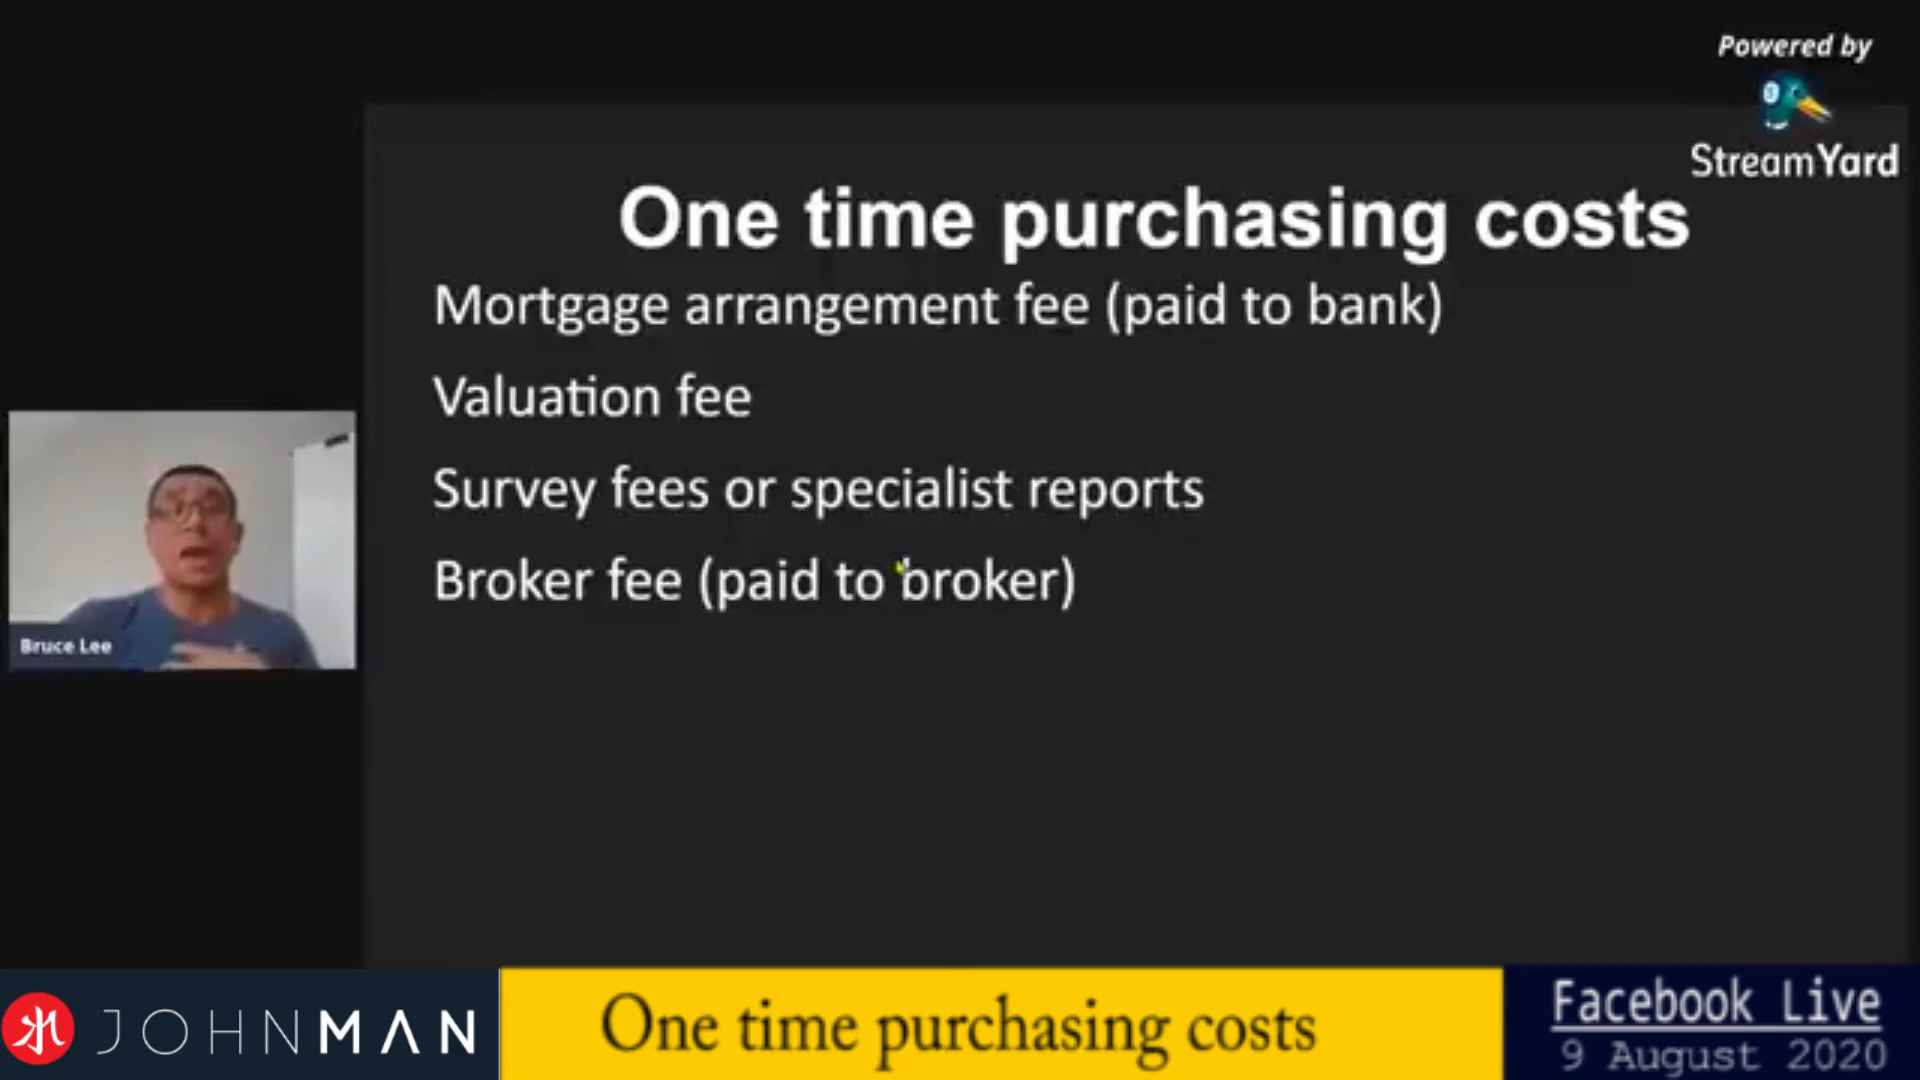 Powered by
StreamYard
One time purchasing costs
Mortgage arrangement fee (paid to bank)
Valuation fee
Survey fees or specialist reports
Broker fee (paid to broker)
Bruce Lee
JOHNMAN
One time purchasing costs
Facebook Live
9 August 2020